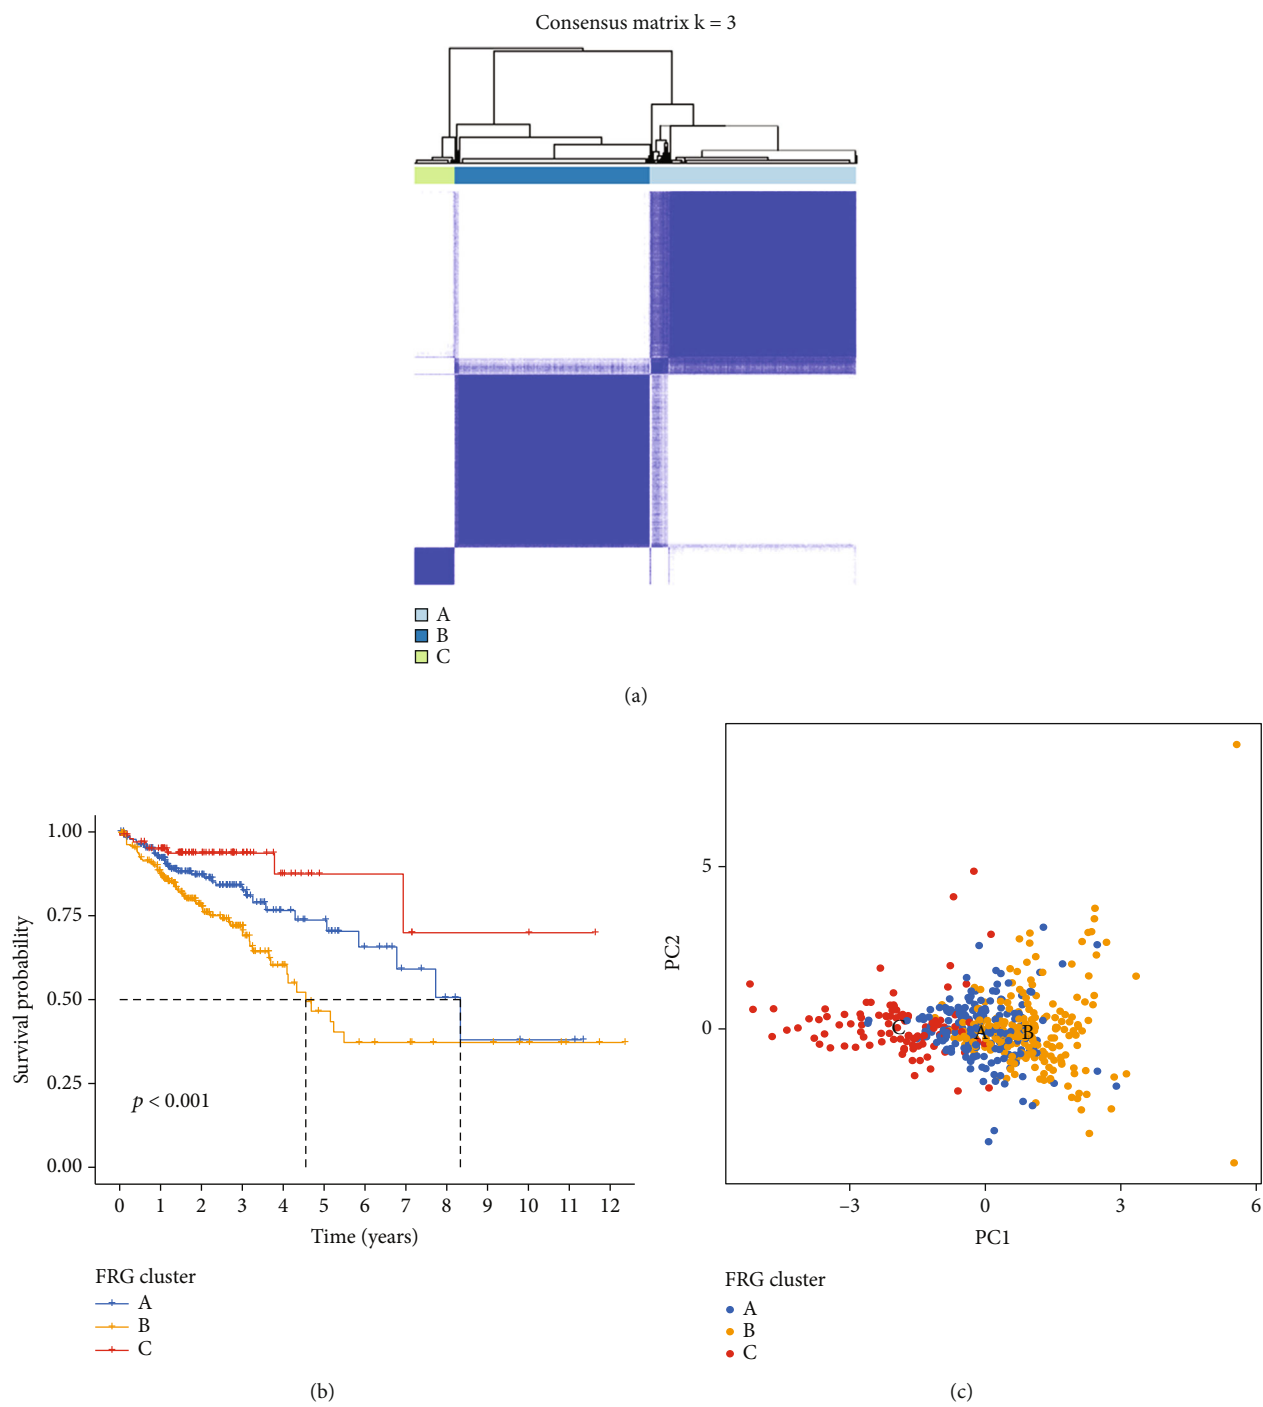 Consensus matrix k = 3
A
B
C
(a)
1.00
0.75
0.50
0.25
0.00
Survival probability
p < 0.001
0 1 2 3 4 5 6 7 8 9 10 11 12
Time (years)
FRG cluster
A
B
C
(b)
5
0
PC2
C A B
−3 0 3 6
PC1
FRG cluster
A
B
C
(c)